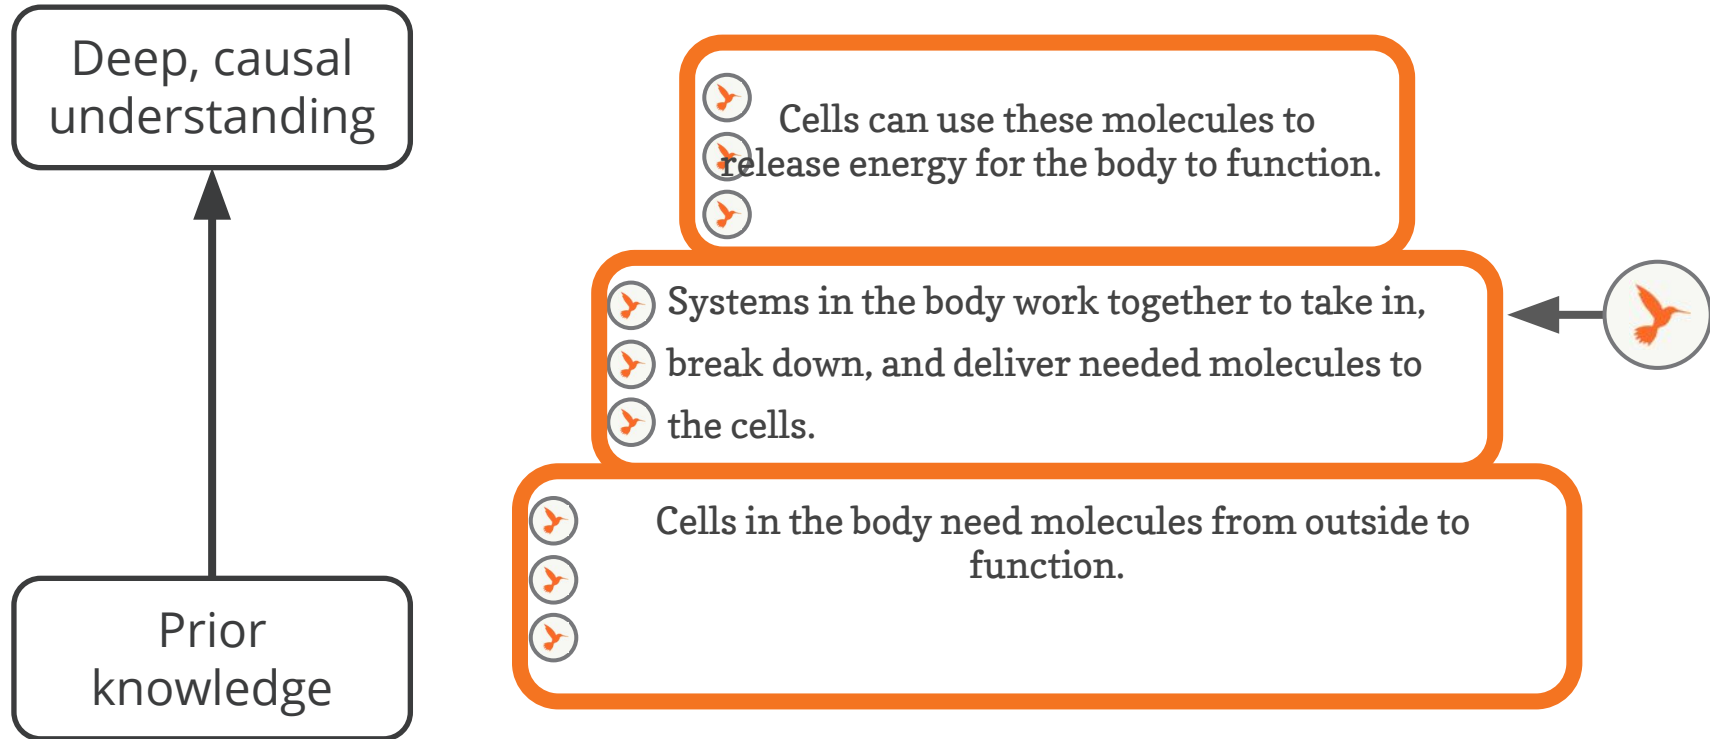 Deep, causal
understanding
Cells can use these molecules to
release energy for the body to function.
Systems in the body work together to take in,
break down, and deliver needed molecules to
the cells.
Cells in the body need molecules from outside to
function.
Prior
knowledge